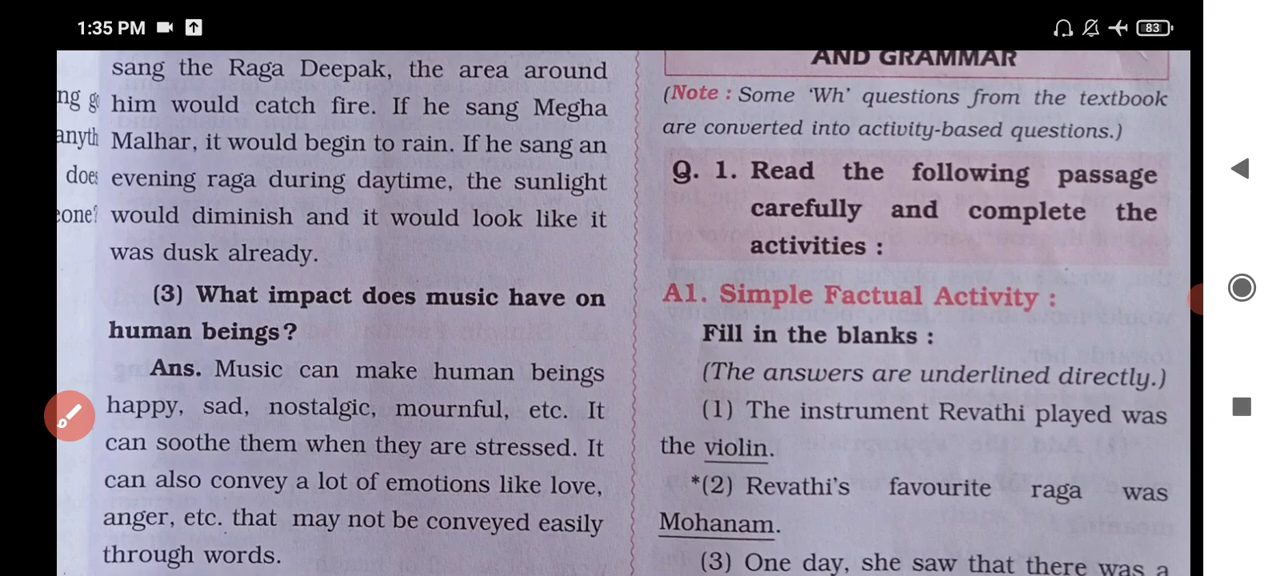 1:35 PM
83
ng g
anyth
does
eone?
sang the Raga Deepak, the area around
him would catch fire. If he sang Megha
Malhar, it would begin to rain. If he sang an
evening raga during daytime, the sunlight
would diminish and it would look like it
was dusk already.
(3) What impact does music have on
human beings?
Ans. Music can make human beings
happy, sad, nostalgic, mournful, etc. It
can soothe them when they are stressed. It
can also convey a lot of emotions like love,
anger, etc. that may not be conveyed easily
through words.
AND GRAMMAR
(Note : Some 'Wh' questions from the textbook
are converted into activity-based questions.)
Q. 1. Read the following passage
carefully and complete the
activities :
A1. Simple Factual Activity :
Fill in the blanks :
(The answers are underlined directly.)
(1) The instrument Revathi played was
the violin.
*(2) Revathi's favourite raga was
Mohanam.
(3) One day, she saw that there was a